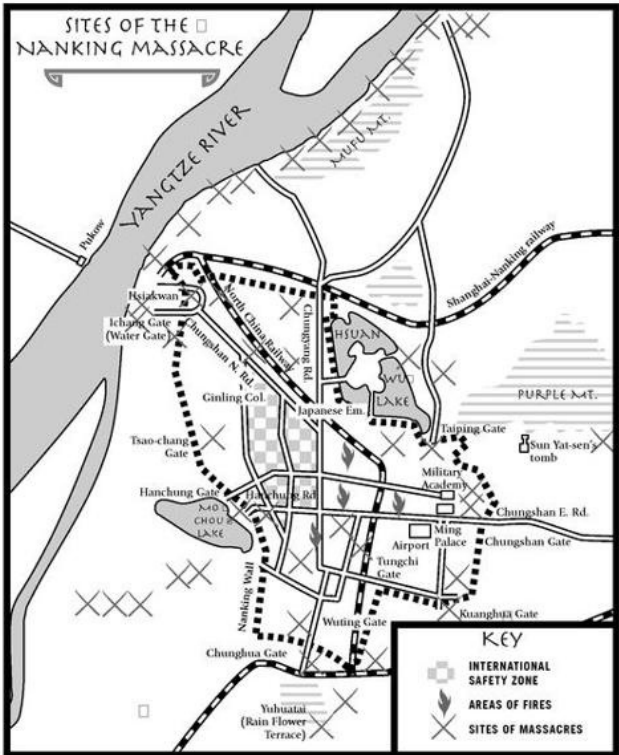 SITES OF THE
NANKING MASSACRE
YANGTZE RIVER
MUFU MT.
Pukow
Shanghai-Nanking railway
Hsiakwan
Ichang Gate
(Water Gate)
North China Railway
Chungshan N. Rd.
Chungyang Rd.
HSUAN
WU
LAKE
PURPLE MT.
Ginling Col.
Japanese Em.
Taiping Gate
Sun Yat-sen's
tomb
Tsao-chang
Gate
Military
Academy
Hanchung Gate
Hanchung Rd
Chungshan E. Rd.
MO
CHOU
LAKE
Ming
Palace
Airport
Chungshan Gate
Tungchi
Gate
Nanking Wall
Kuanghua Gate
Wuting Gate
Chunghua Gate
Yuhuatai
(Rain Flower
Terrace)
KEY
INTERNATIONAL
SAFETY ZONE
AREAS OF FIRES
SITES OF MASSACRES